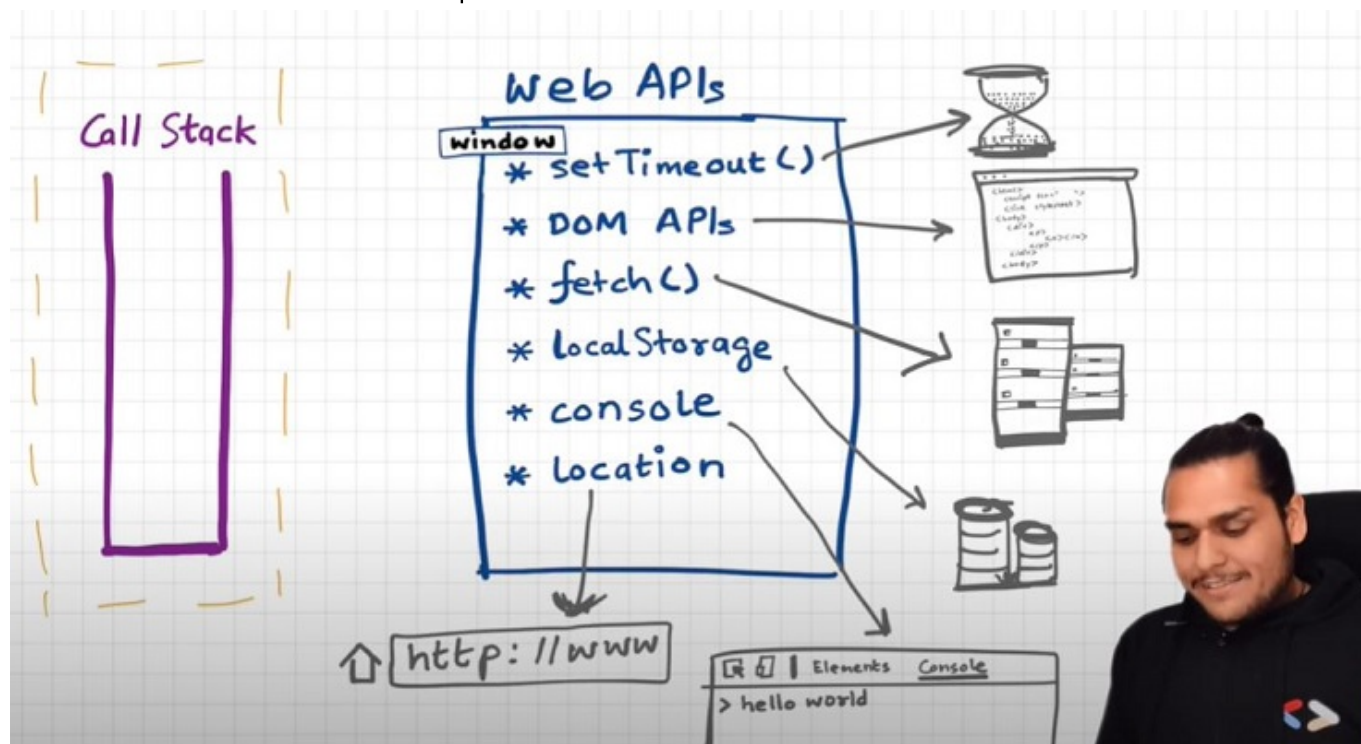 Call Stack
Web APIs
window
* setTimeout()
* DOM APIs
* fetch()
* localStorage
* console
* location
http://www
Elements Console
> hello world